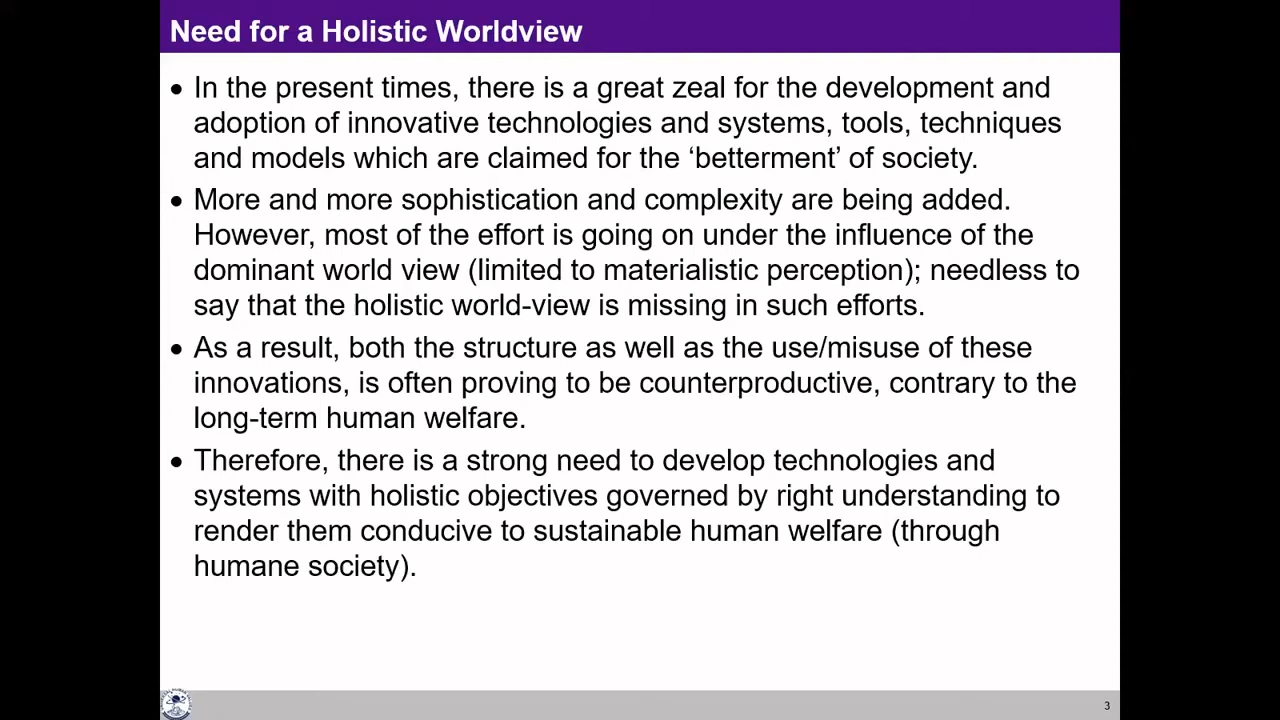 Need for a Holistic Worldview
• In the present times, there is a great zeal for the development and
adoption of innovative technologies and systems, tools, techniques
and models which are claimed for the ‘betterment’ of society.
• More and more sophistication and complexity are being added.
However, most of the effort is going on under the influence of the
dominant world view (limited to materialistic perception); needless to
say that the holistic world-view is missing in such efforts.
• As a result, both the structure as well as the use/misuse of these
innovations, is often proving to be counterproductive, contrary to the
long-term human welfare.
• Therefore, there is a strong need to develop technologies and
systems with holistic objectives governed by right understanding to
render them conducive to sustainable human welfare (through
humane society).
3